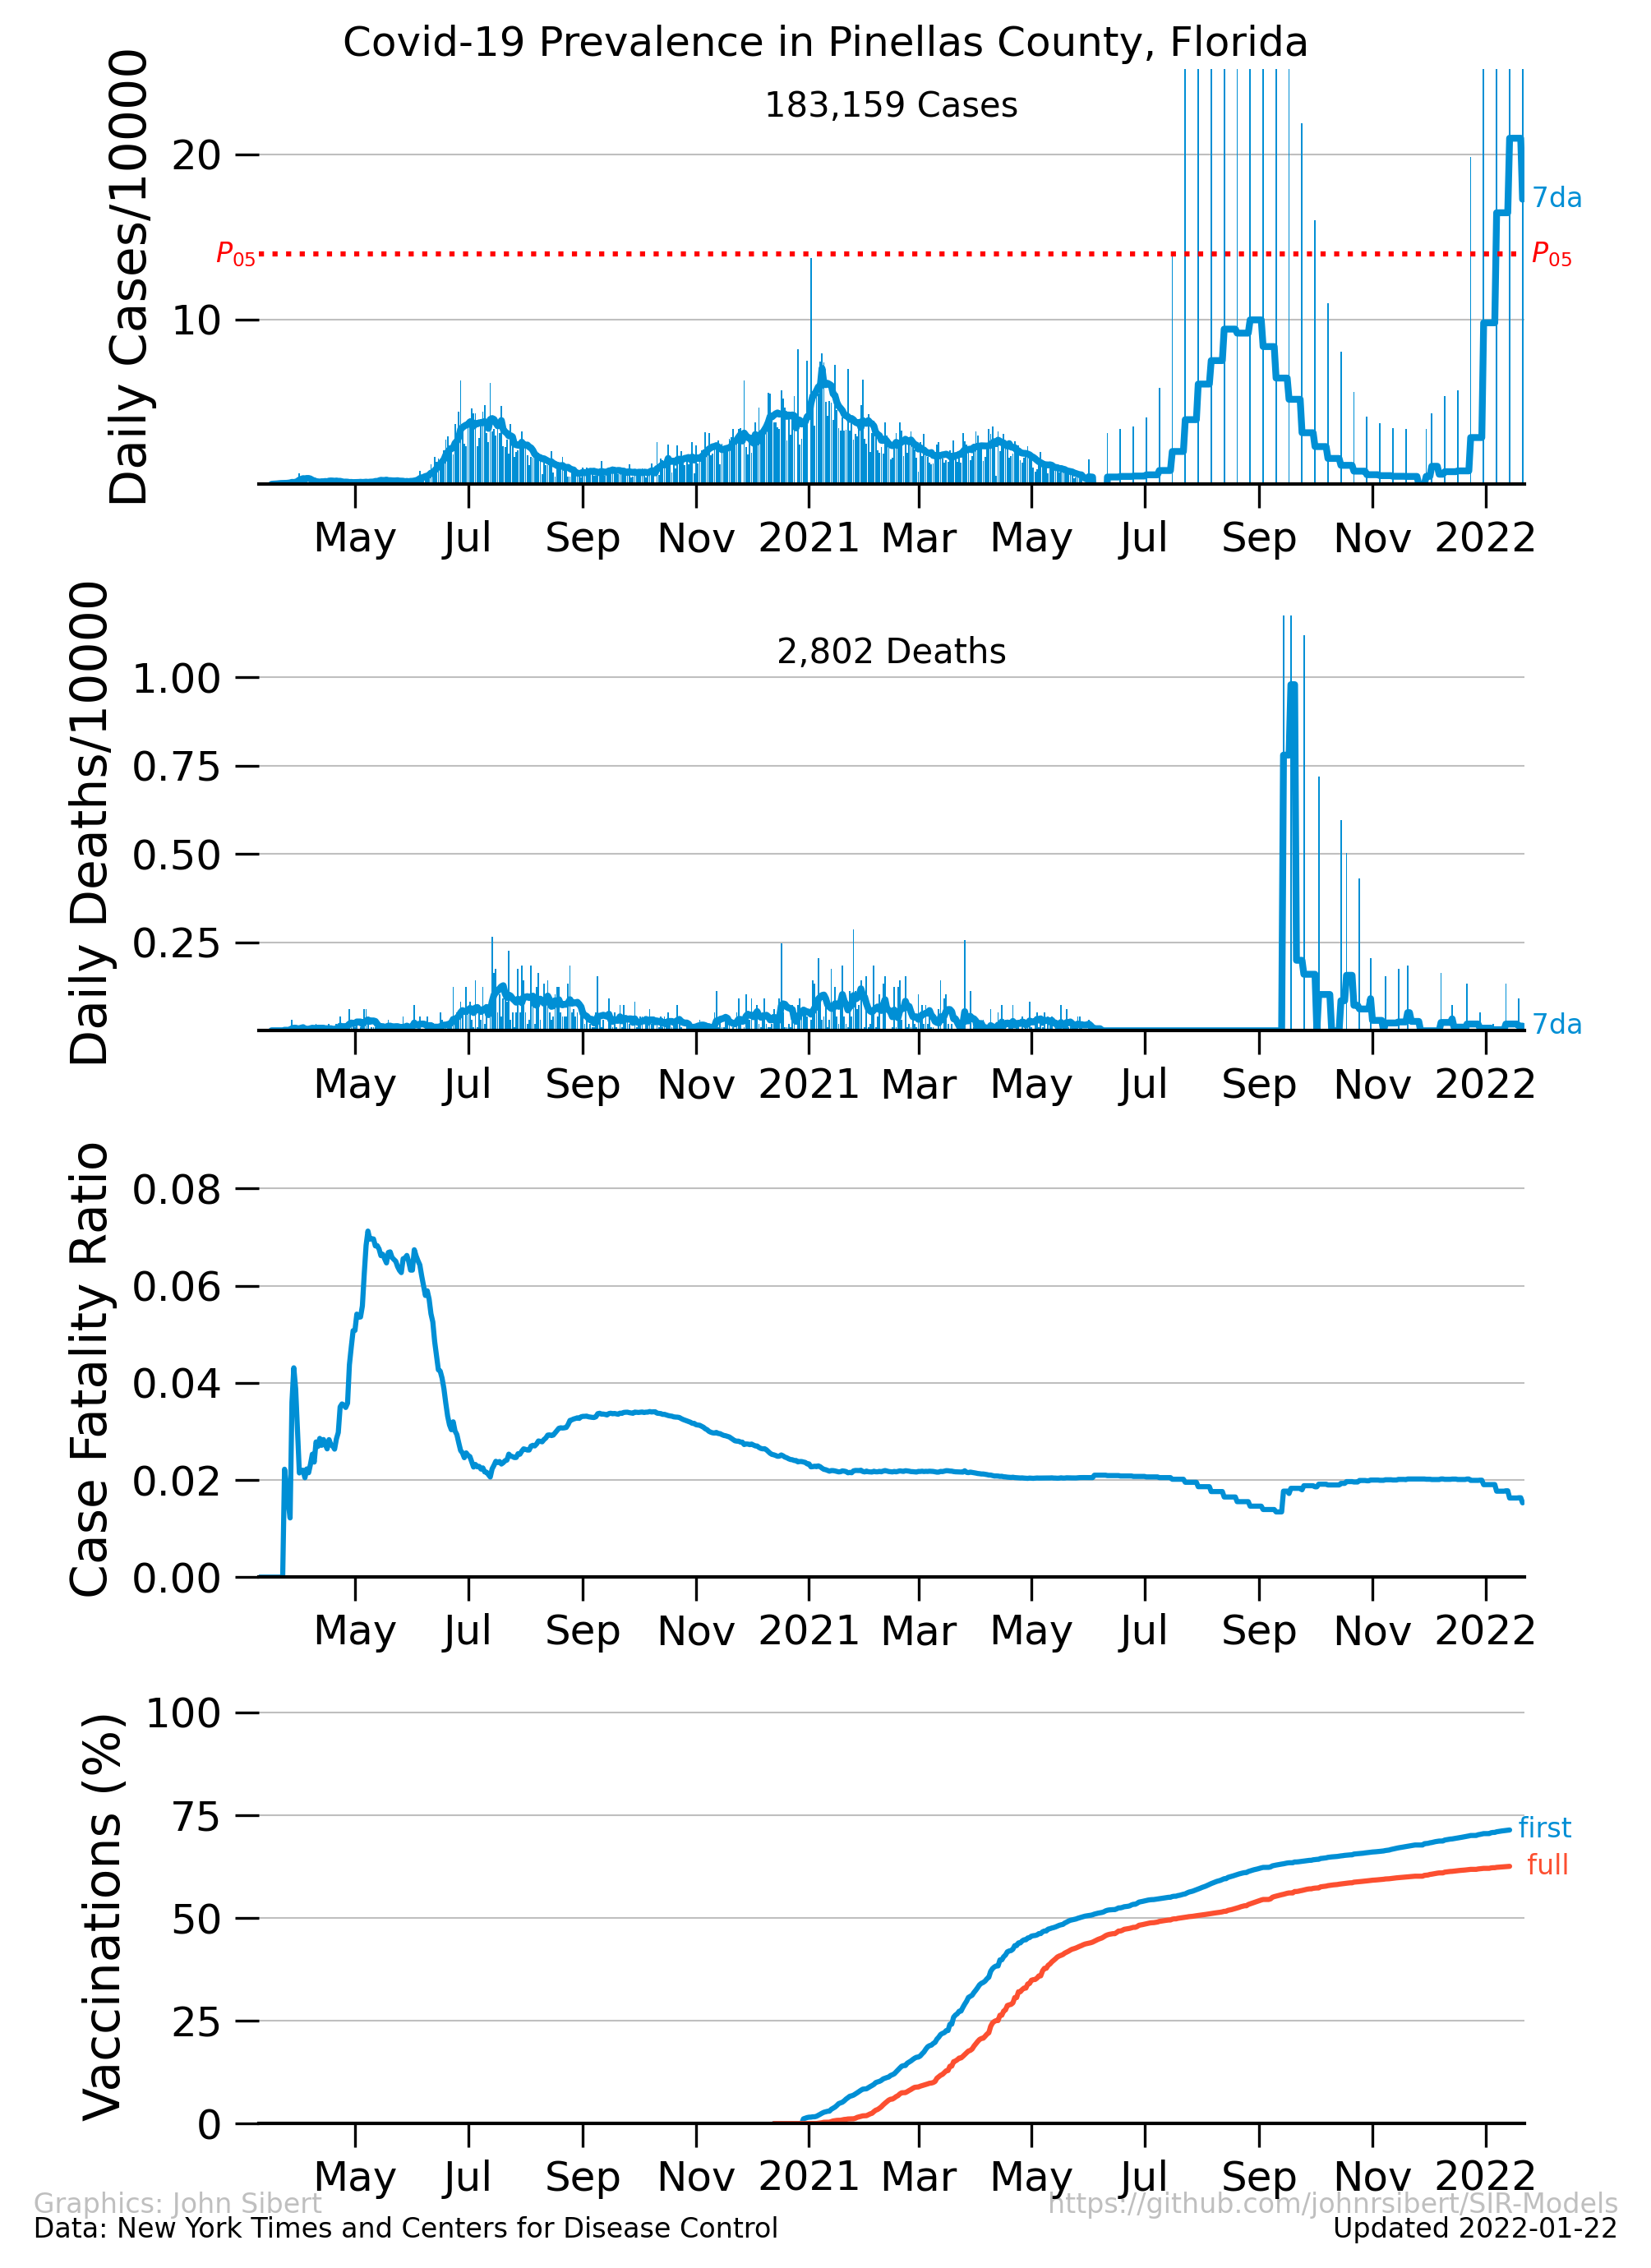 Covid-19 Prevalence in Pinellas County, Florida
183,159 Cases
Daily Cases/10000
20
10
P05
P05
7da
May Jul Sep Nov 2021 Mar May Jul Sep Nov 2022
2,802 Deaths
Daily Deaths/10000
1.00
0.75
0.50
0.25
7da
May Jul Sep Nov 2021 Mar May Jul Sep Nov 2022
Case Fatality Ratio
0.08
0.06
0.04
0.02
0.00
May Jul Sep Nov 2021 Mar May Jul Sep Nov 2022
Vaccinations (%)
100
75
50
25
0
first
full
May Jul Sep Nov 2021 Mar May Jul Sep Nov 2022
Graphics: John Sibert https://github.com/johnrsibert/SIR-Models
Data: New York Times and Centers for Disease Control Updated 2022-01-22